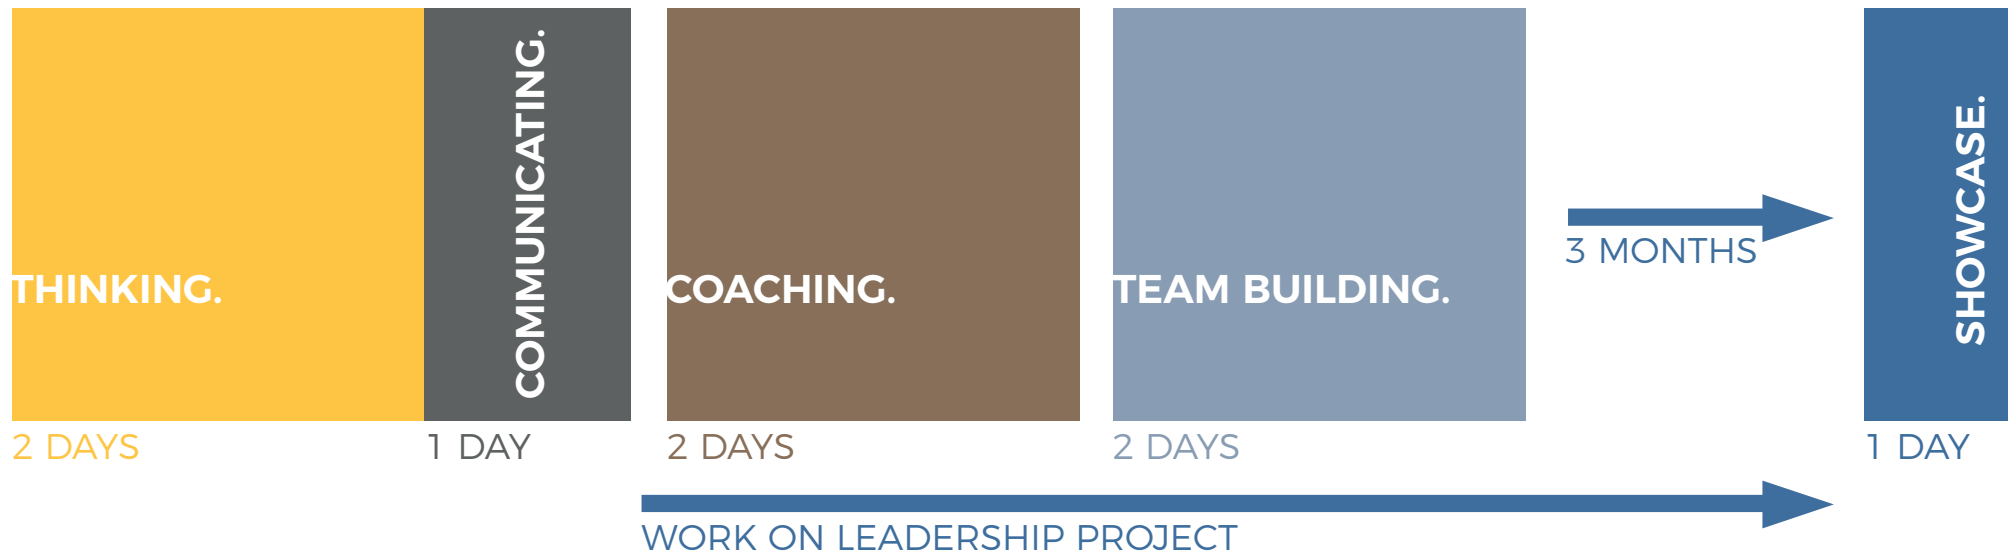 THINKING.
2 DAYS
COMMUNICATING.
1 DAY
COACHING.
2 DAYS
TEAM BUILDING.
2 DAYS
3 MONTHS
SHOWCASE.
1 DAY
WORK ON LEADERSHIP PROJECT